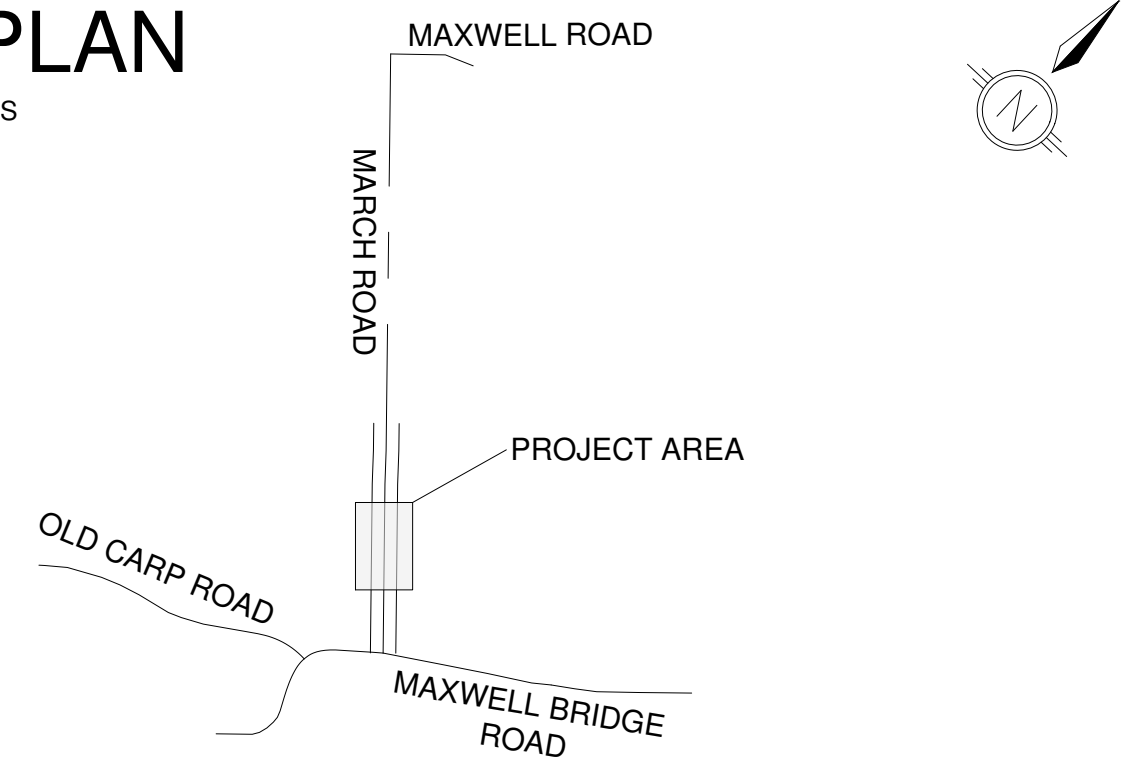 PLAN
S
MAXWELL ROAD
N
MARCH ROAD
PROJECT AREA
OLD CARP ROAD
MAXWELL BRIDGE
ROAD